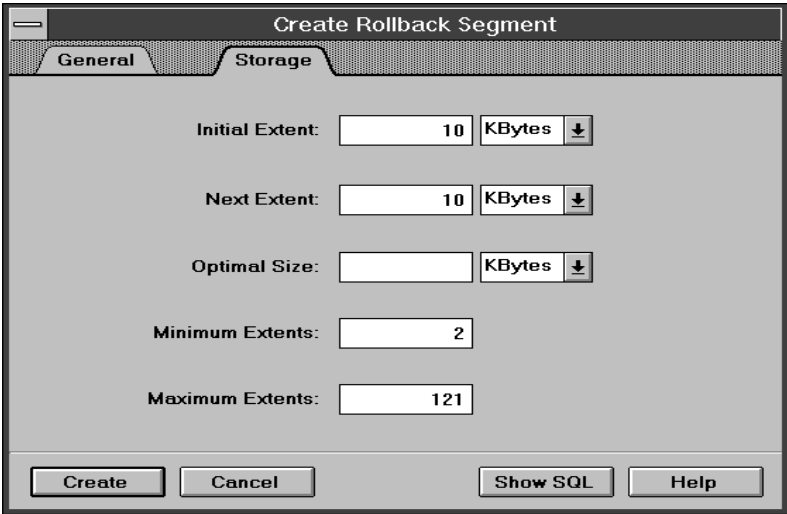 Create Rollback Segment
General Storage
Initial Extent: 10 KBytes
Next Extent: 10 KBytes
Optimal Size: KBytes
Minimum Extents: 2
Maximum Extents: 121
Create Cancel Show SQL Help